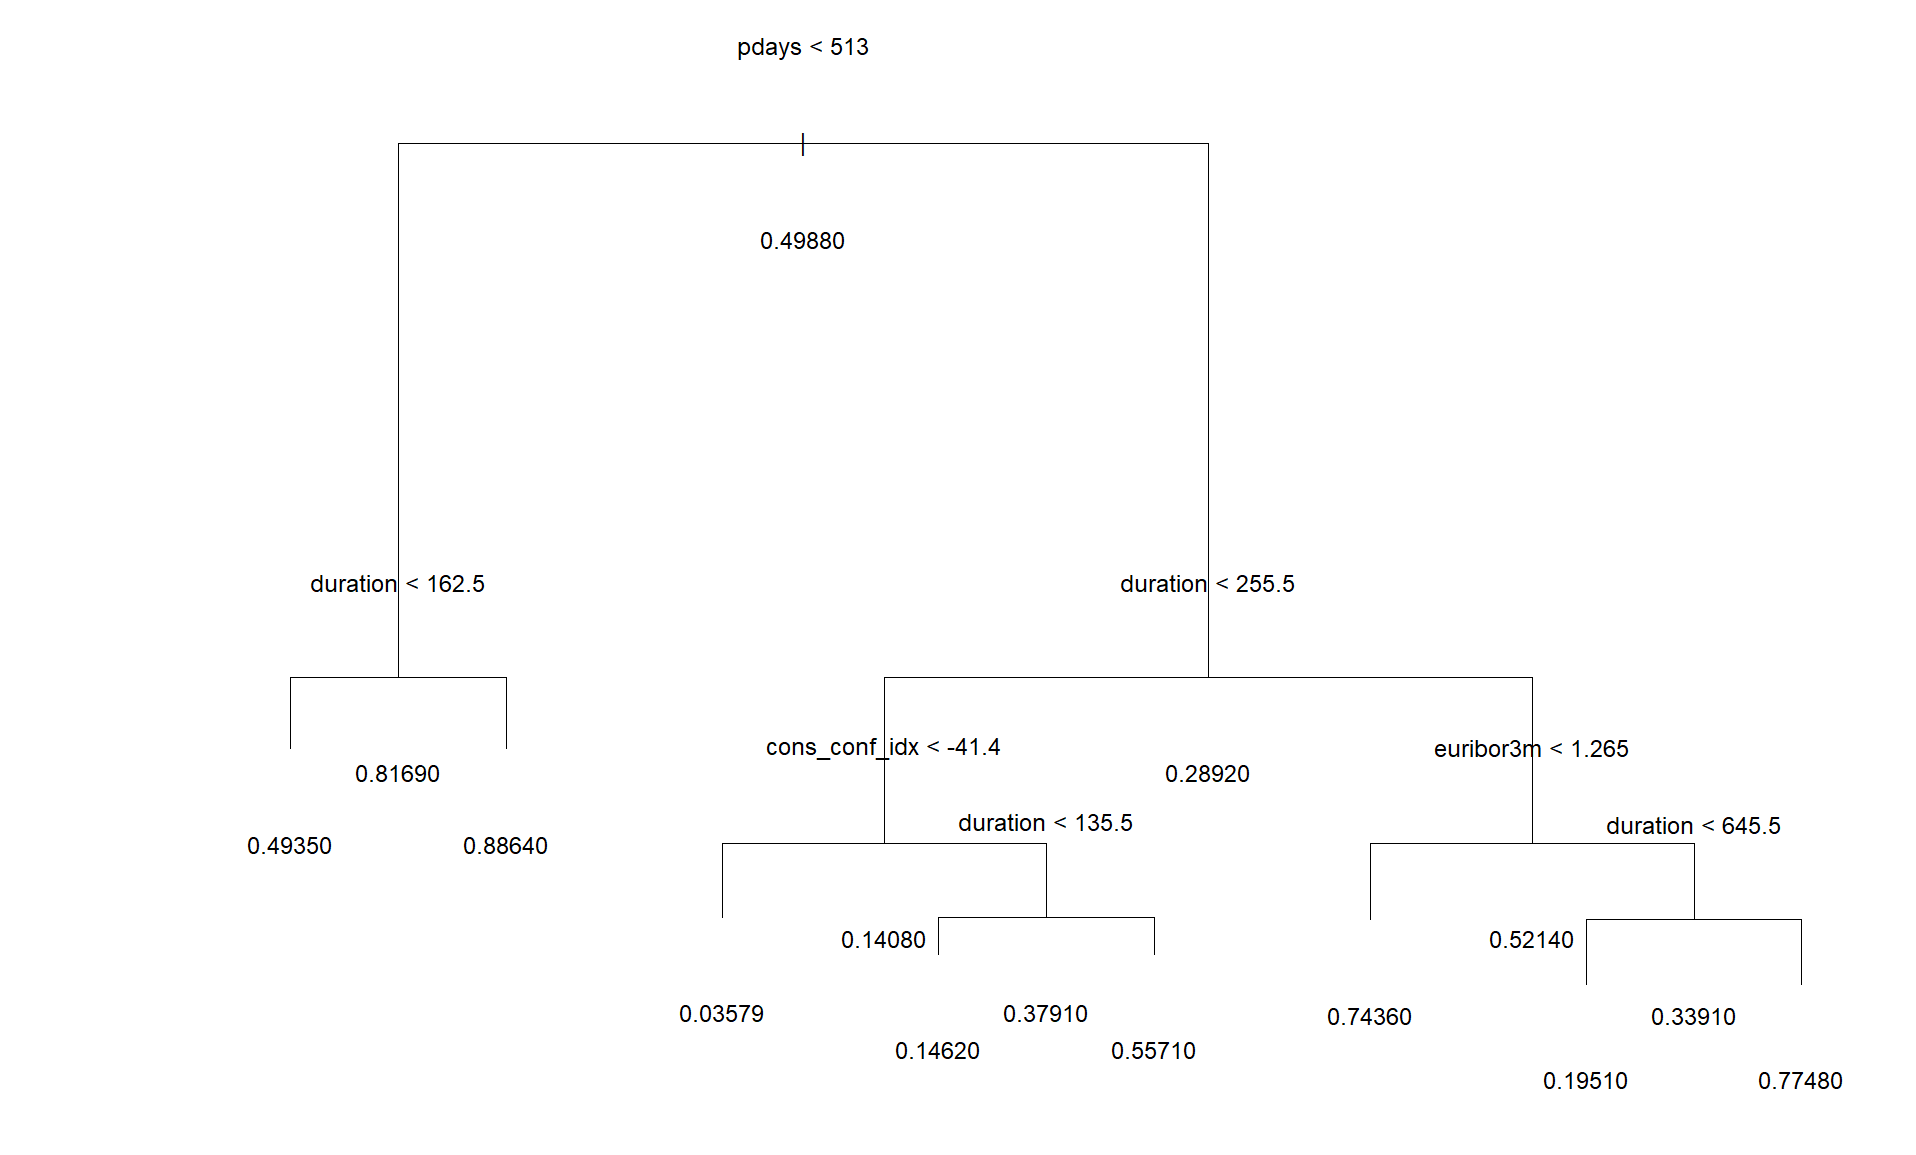 pdays < 513
0.49880
duration < 162.5
duration < 255.5
cons_conf_idx < -41.4
euribor3m < 1.265
0.81690
0.28920
duration < 135.5
duration < 645.5
0.49350
0.88640
0.14080
0.52140
0.03579
0.37910
0.74360
0.33910
0.14620
0.55710
0.19510
0.77480